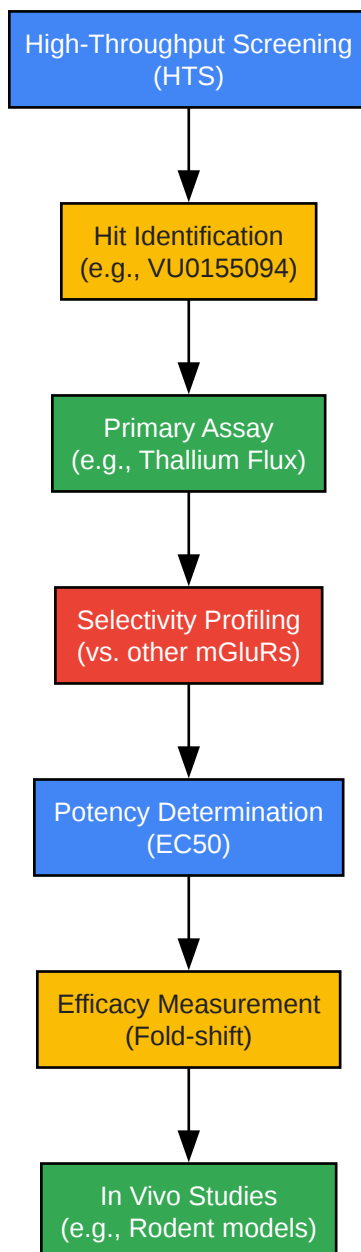 High-Throughput Screening
(HTS)
Hit Identification
(e.g., VU0155094)
Primary Assay
(e.g., Thallium Flux)
Selectivity Profiling
(vs. other mGluRs)
Potency Determination
(EC50)
Efficacy Measurement
(Fold-shift)
In Vivo Studies
(e.g., Rodent models)